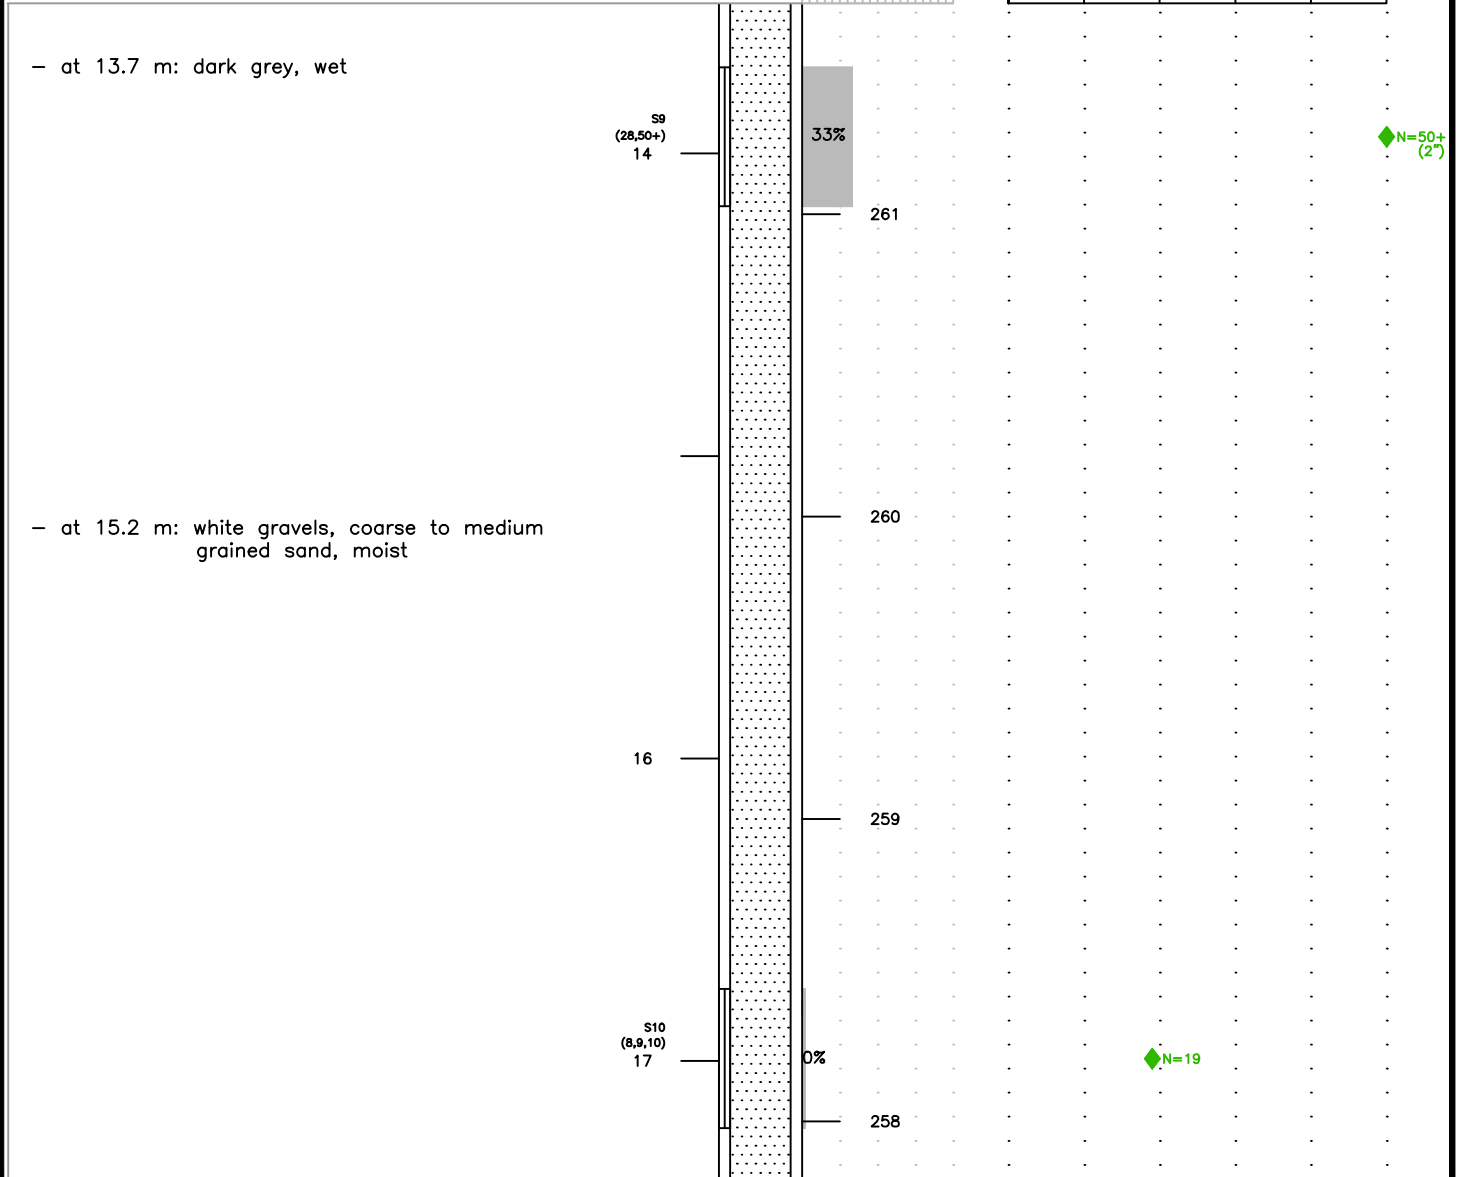 – at 13.7 m: dark grey, wet
S9
(28,50+)
14
33%
N=50+
(2")
261
260
– at 15.2 m: white gravels, coarse to medium
grained sand, moist
16
259
S10
(8,9,10)
17
0%
N=19
258